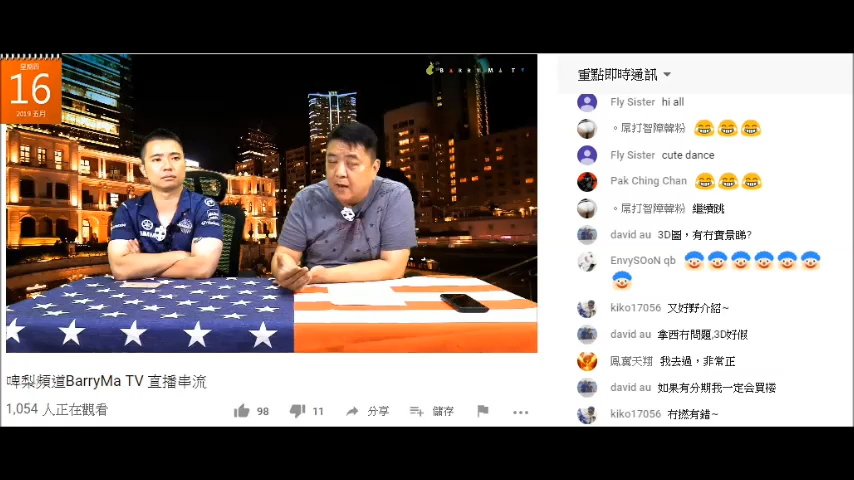 星期四
16
2019 五月
BARRYMA TV
啤梨頻道BarryMa TV 直播串流
1,054 人正在觀看
98
11
分享
儲存
重點即時通訊
Fly Sister hi all
。屌打智障韓粉
Fly Sister cute dance
Pak Ching Chan
。屌打智障韓粉 繼續跳
david au 3D圖，有冇實景睇?
EnvySOoN qb
kiko17056 又好野介紹~
david au 拿西冇問題,3D好假
鳳翼天翔 我去過，非常正
david au 如果有分期我一定会買楼
kiko17056 冇撚有錯~